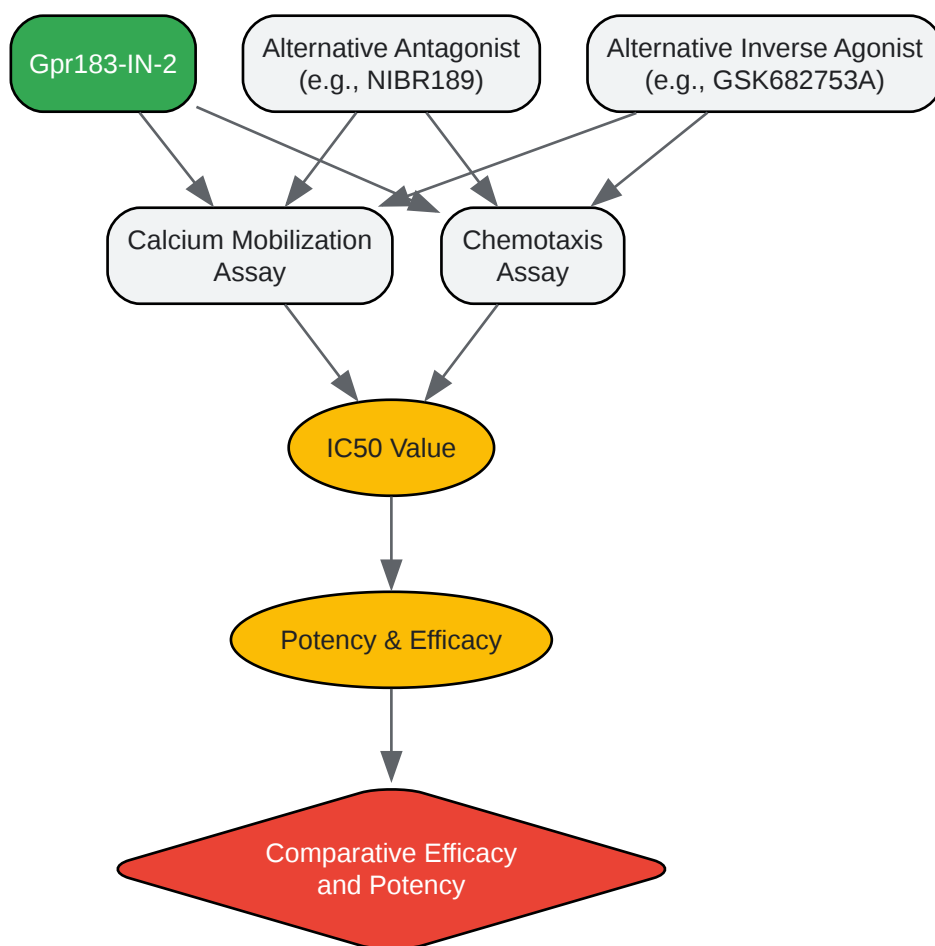 Gpr183-IN-2
Alternative Antagonist
(e.g., NIBR189)
Alternative Inverse Agonist
(e.g., GSK682753A)
Calcium Mobilization
Assay
Chemotaxis
Assay
IC50 Value
Potency & Efficacy
Comparative Efficacy
and Potency